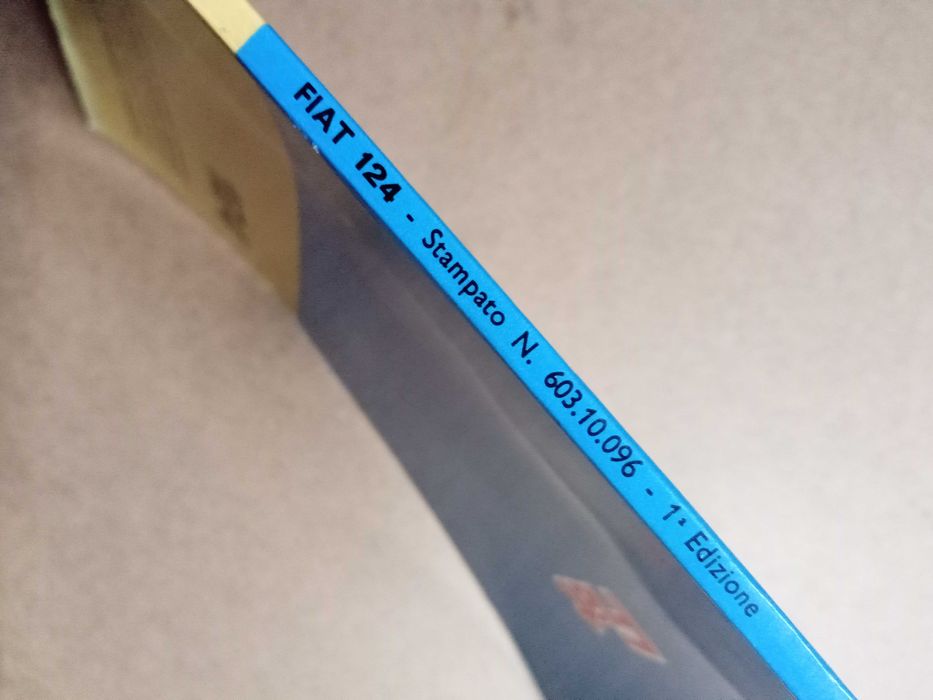 FIAT 124 - Stampato N. 603.10.096 - 1ª Edizione